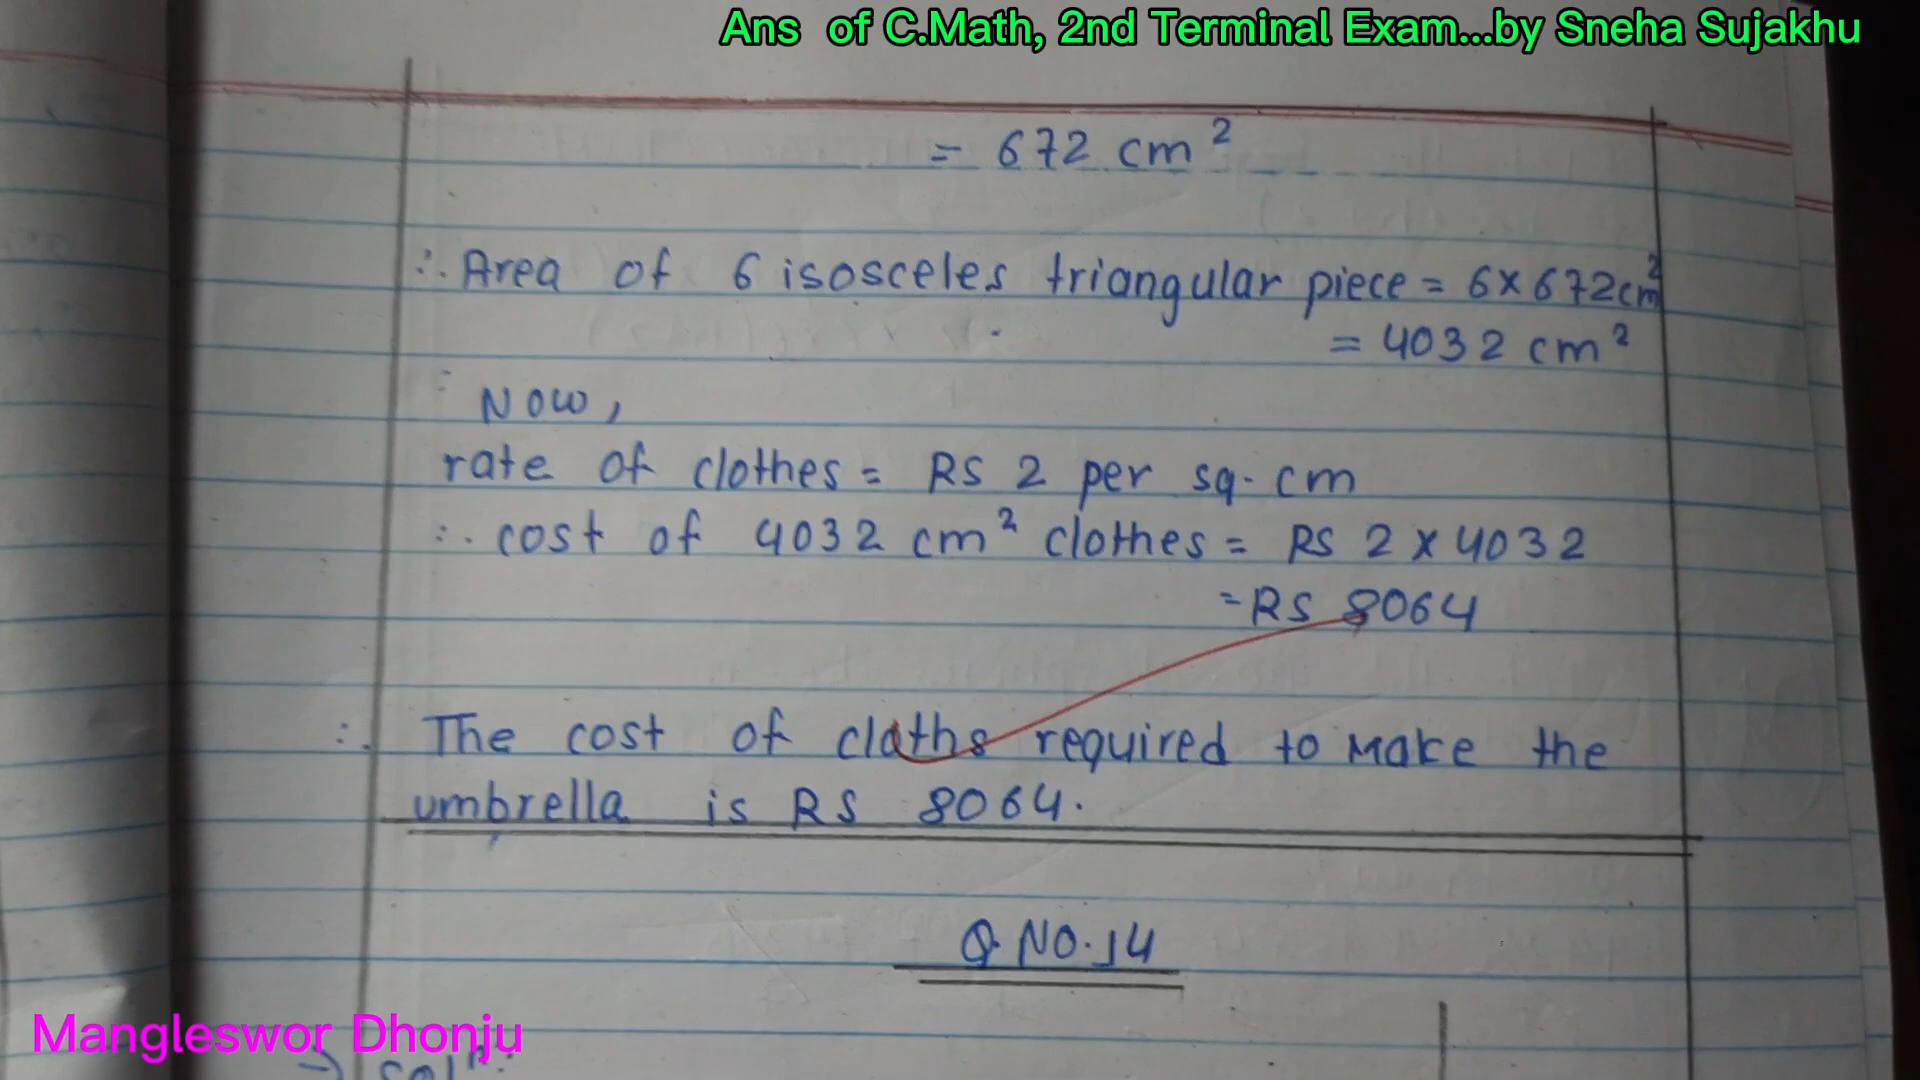 Ans of C.Math, 2nd Terminal Exam...by Sneha Sujakhu
= 672 cm²
∴ Area of 6 isosceles triangular piece = 6×672cm²
= 4032 cm²
Now,
rate of clothes = RS 2 per sq. cm
∴ cost of 4032 cm² clothes = RS 2 × 4032
= RS 8064
∴ The cost of cloths required to make the
umbrella is RS 8064.
Q NO.14
Mangleswor Dhonju
→ Solⁿ: